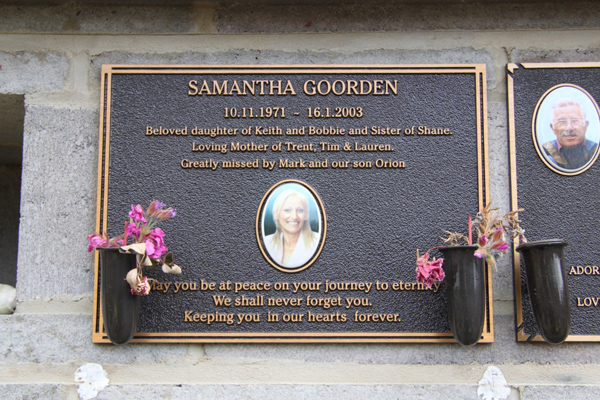 SAMANTHA GOORDEN
10.11.1971 ~ 16.1.2003
Beloved daughter of Keith and Bobbie and Sister of Shane.
Loving Mother of Trent, Tim & Lauren.
Greatly missed by Mark and our son Orion
May you be at peace on your journey to eternity
We shall never forget you.
Keeping you in our hearts forever.
ADOR
LOV